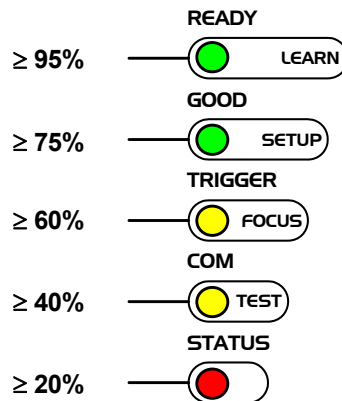 READY
≥ 95% LEARN
GOOD
≥ 75% SETUP
TRIGGER
≥ 60% FOCUS
COM
≥ 40% TEST
STATUS
≥ 20%